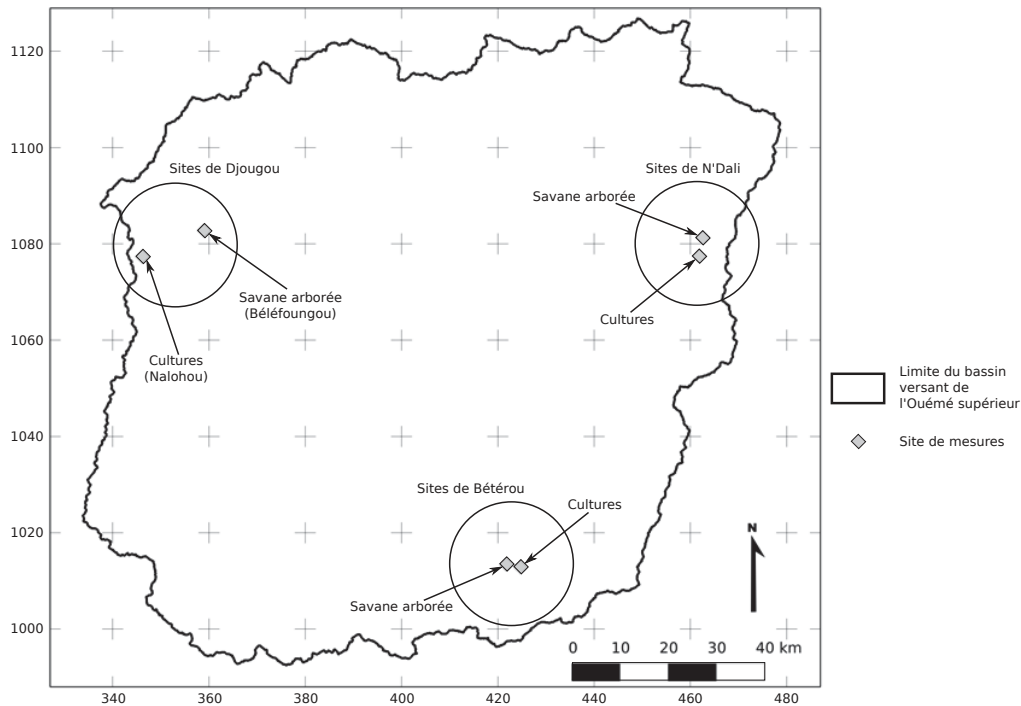 1120
1100
1080
1060
1040
1020
1000
Sites de Djougou
Sites de N'Dali
Savane arborée
Savane arborée
(Béléfoungou)
Cultures
Cultures
(Nalohou)
Limite du bassin
versant de
l'Ouémé supérieur
Site de mesures
Sites de Bétérou
Cultures
Savane arborée
N
0 10 20 30 40 km
340 360 380 400 420 440 460 480